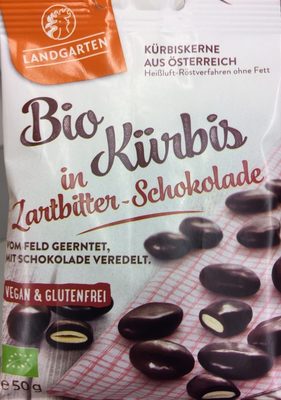 LANDGARTEN
KÜRBISKERNE
AUS ÖSTERREICH
Heißluft-Röstverfahren ohne Fett
Bio
Kürbis
in
Zartbitter-Schokolade
VOM FELD GEERNTET,
MIT SCHOKOLADE VEREDELT.
VEGAN & GLUTENFREI
℮ 50 g